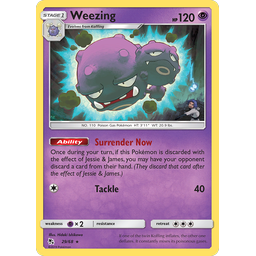 STAGE 1
Weezing
HP 120
Evolves from Koffing
NO. 110 Poison Gas Pokémon HT: 3'11" WT: 20.9 lbs.
Ability Surrender Now
Once during your turn, if this Pokémon is discarded with
the effect of Jessie & James, you may have your opponent
discard a card from their hand. (They discard that card after
the effect of Jessie & James.)
Tackle 40
weakness ×2 resistance retreat